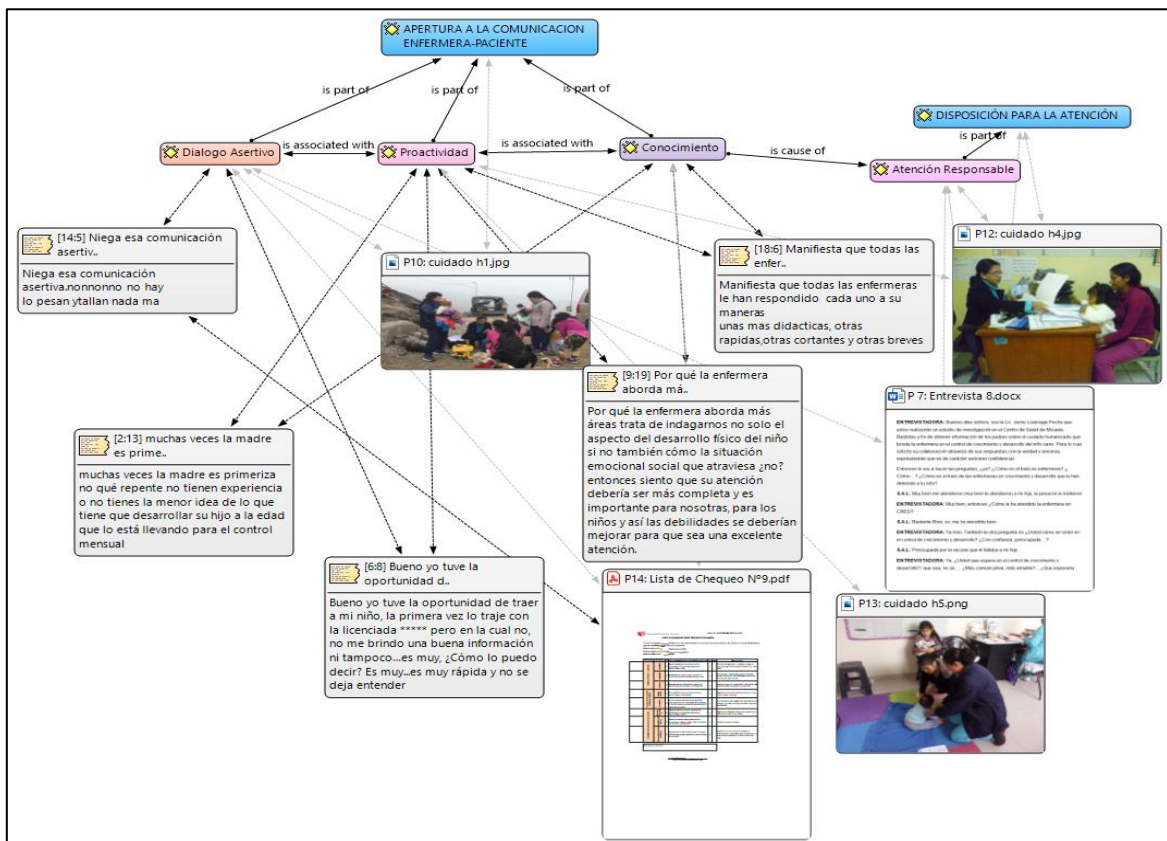 APERTURA A LA COMUNICACION
ENFERMERA-PACIENTE
is part of
is part of
is part of
DISPOSICIÓN PARA LA ATENCIÓN
is part of
Dialogo Asertivo
is associated with
Proactividad
is associated with
Conocimiento
is cause of
Atención Responsable
[14:5] Niega esa comunicación
asertiv..
Niega esa comunicación
asertiva.nonnonno no hay
lo pesan ytallan nada ma
P10: cuidado h1.jpg
[18:6] Manifiesta que todas las
enfer..
Manifiesta que todas las enfermeras
le han respondido cada uno a su
maneras
unas mas didacticas, otras
rapidas,otras cortantes y otras breves
P12: cuidado h4.jpg
[9:19] Por qué la enfermera
aborda má..
Por qué la enfermera aborda más
áreas trata de indagarnos no solo el
aspecto del desarrollo físico del niño
si no también cómo la situación
emocional social que atraviesa ¿no?
entonces siento que su atención
debería ser más completa y es
importante para nosotras, para los
niños y así las debilidades se deberían
mejorar para que sea una excelente
atención.
P 7: Entrevista 8.docx
[2:13] muchas veces la madre
es prime..
muchas veces la madre es primeriza
no qué repente no tienen experiencia
o no tienes la menor idea de lo que
tiene que desarrollar su hijo a la edad
que lo está llevando para el control
mensual
[6:8] Bueno yo tuve la
oportunidad d..
Bueno yo tuve la oportunidad de traer
a mi niño, la primera vez lo traje con
la licenciada ***** pero en la cual no,
no me brindo una buena información
ni tampoco...es muy, ¿Cómo lo puedo
decir? Es muy..es muy rápida y no se
deja entender
P14: Lista de Chequeo N°9.pdf
P13: cuidado h5.png